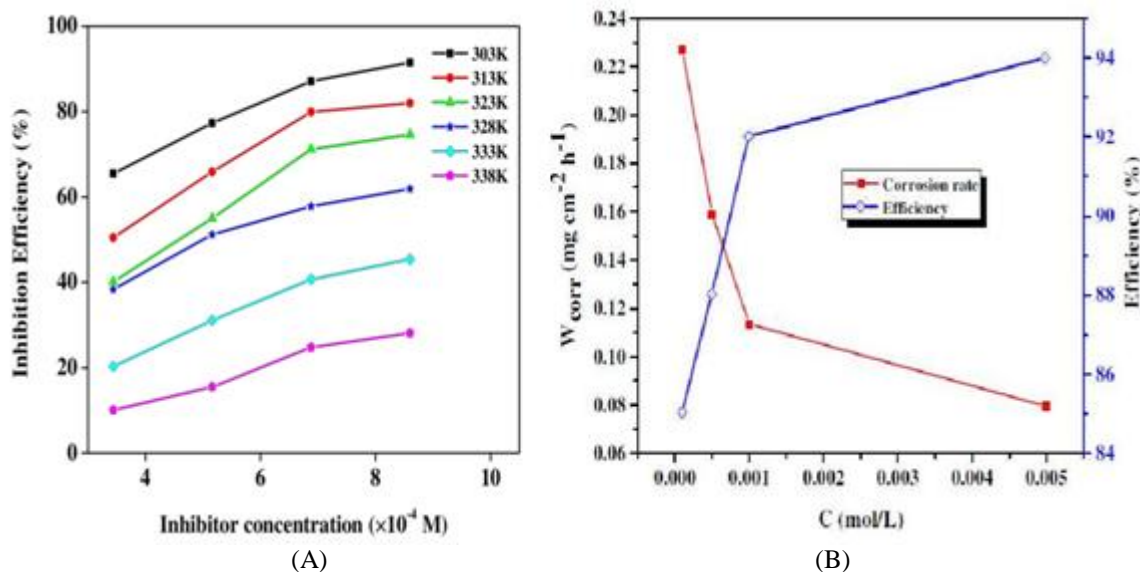 100
80
60
40
20
0
Inhibition Efficiency (%)
303K
313K
323K
328K
333K
338K
4 6 8 10
Inhibitor concentration (×10⁻⁴ M)
(A)
0.24
0.22
0.20
0.18
0.16
0.14
0.12
0.10
0.08
0.06
W corr (mg cm⁻² h⁻¹)
Corrosion rate
Efficiency
94
92
90
88
86
84
Efficiency (%)
0.000 0.001 0.002 0.003 0.004 0.005
C (mol/L)
(B)